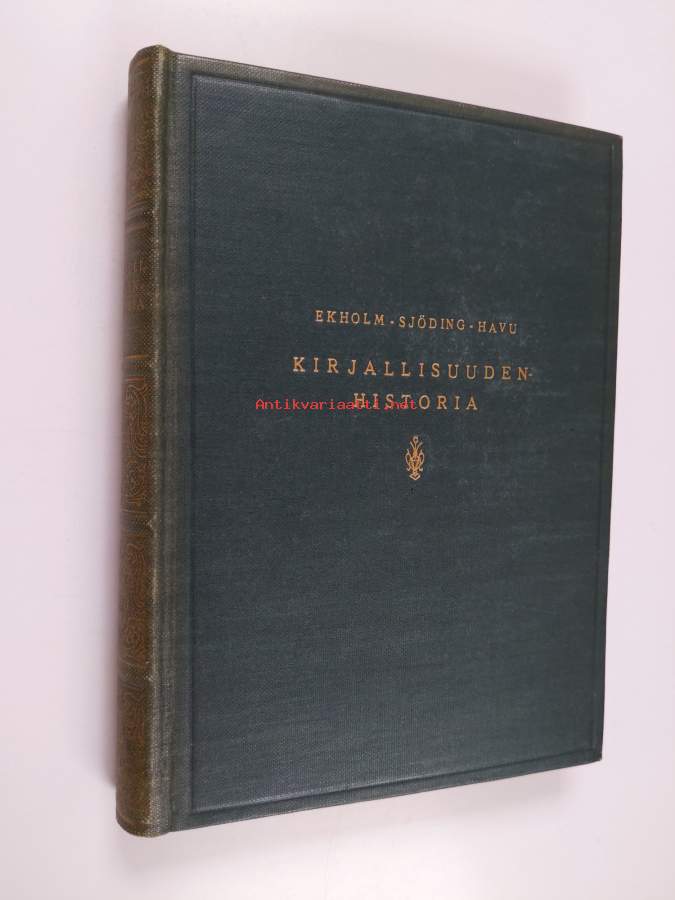 EKHOLM - SJÖDING - HAVU
KIRJALLISUUDEN-
HISTORIA
Antikvariaatti.net